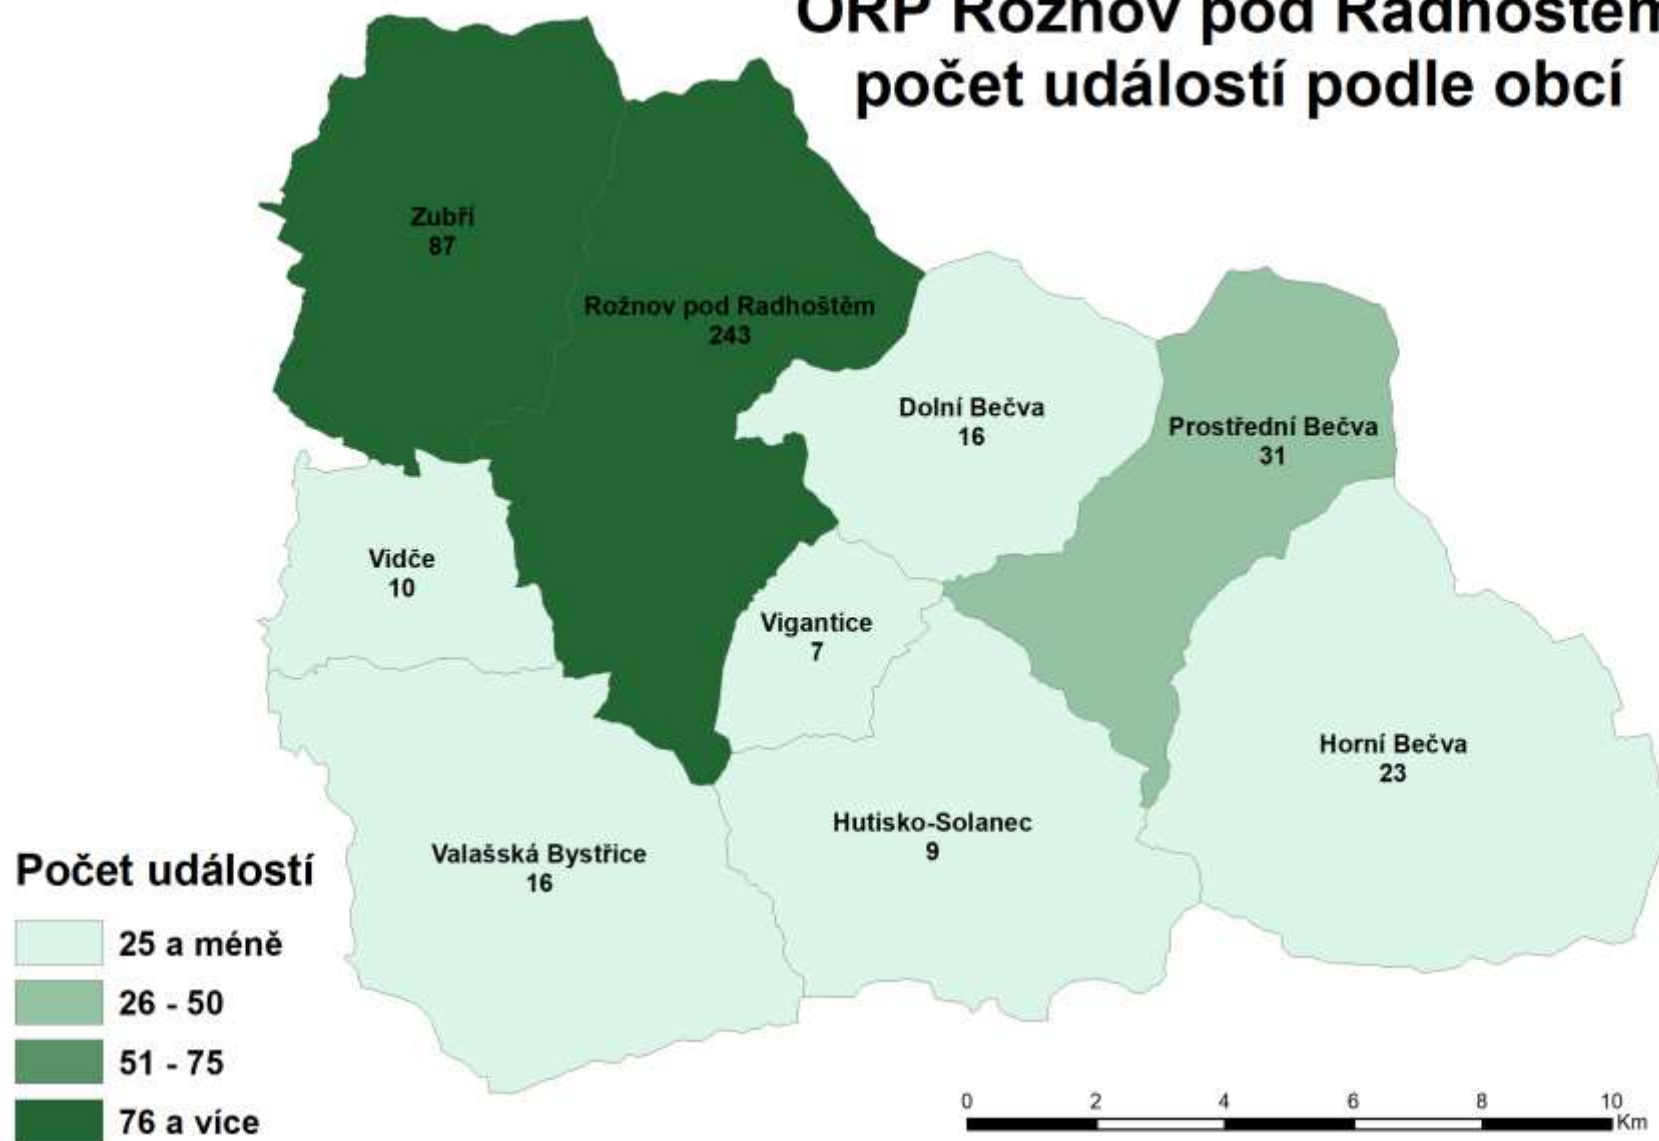 ORP Rožnov pod Radhoštěm
počet událostí podle obcí
Zubří
87
Rožnov pod Radhoštěm
243
Dolní Bečva
16
Prostřední Bečva
31
Vidče
10
Vigantice
7
Horní Bečva
23
Hutisko-Solanec
9
Valašská Bystřice
16
Počet událostí
25 a méně
26 - 50
51 - 75
76 a více
0 2 4 6 8 10
Km